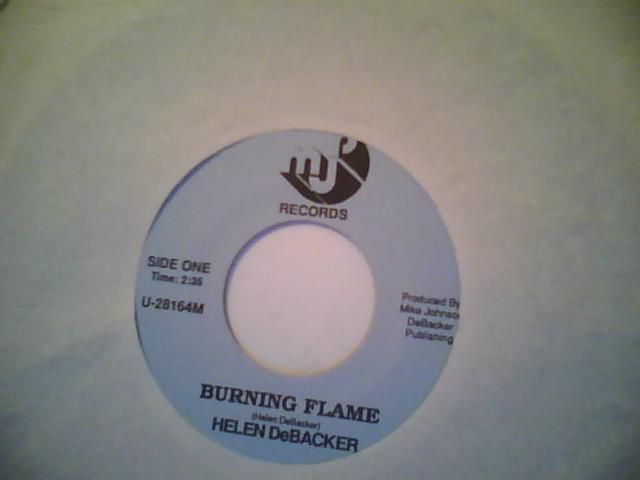 mj
RECORDS
SIDE ONE
Time: 2:35
U-28164M
Produced By
Mike Johnson
DeBacker
Publishing
BURNING FLAME
(Helen DeBacker)
HELEN DeBACKER